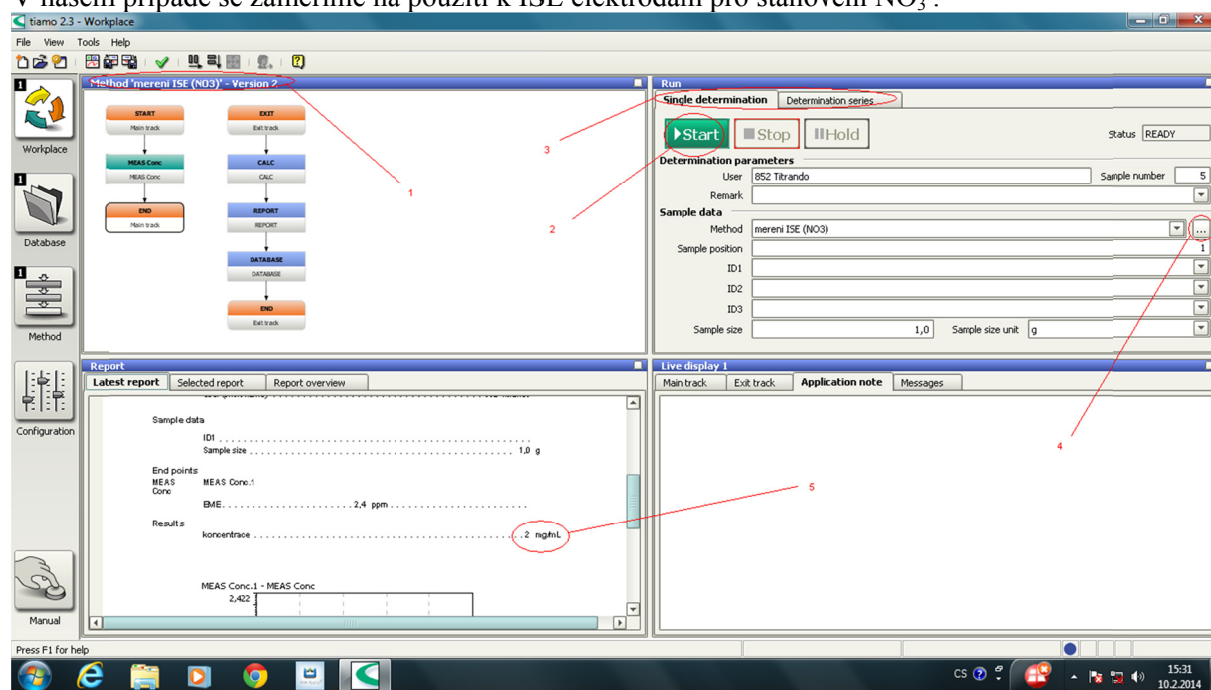 V našem případě se zaměříme na použití k ISE elektrodám pro stanovení NO3-.
tiamo 2.3 - Workplace
File View Tools Help
1
Workplace
1
Database
1
Method
Configuration
Manual
Method 'mereni ISE (NO3)' - Version 2
START
Main track
MEAS Conc
MEAS Conc
END
Main track
EXIT
Exit track
CALC
CALC
REPORT
REPORT
DATABASE
DATABASE
END
Exit track
1
3
2
Run
Single determination Determination series
Start Stop Hold
Status READY
Determination parameters
User 852 Titrando Sample number 5
Remark
Sample data
Method mereni ISE (NO3) ...
Sample position 1
ID1
ID2
ID3
Sample size 1,0 Sample size unit g
Report
Latest report Selected report Report overview
Sample data
ID1
Sample size 1,0 g
End points
MEAS Conc MEAS Conc.1
EME 2,4 ppm
Results
koncentrace 2 mg/mL
MEAS Conc.1 - MEAS Conc
2,422
5
Live display 1
Main track Exit track Application note Messages
4
Press F1 for help
CS
15:31
10.2.2014